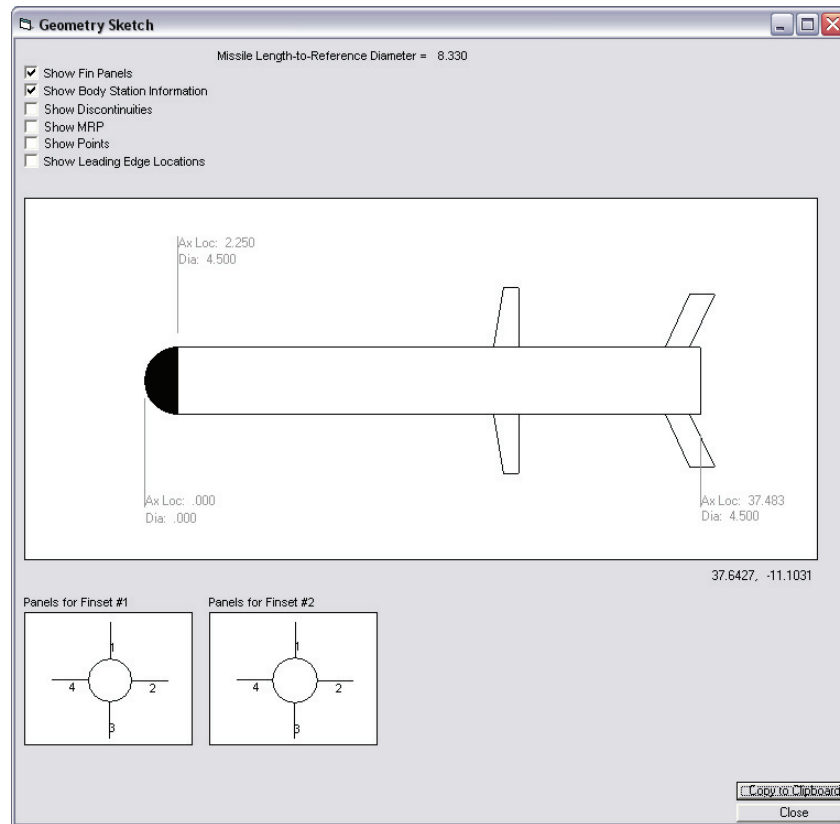 Geometry Sketch
Missile Length-to-Reference Diameter = 8.330
Show Fin Panels
Show Body Station Information
Show Discontinuities
Show MRP
Show Points
Show Leading Edge Locations
Ax Loc: 2.250
Dia: 4.500
Ax Loc: .000
Dia: .000
Ax Loc: 37.483
Dia: 4.500
37.6427, -11.1031
Panels for Finset #1
Panels for Finset #2
1
4
2
3
1
4
2
3
Copy to Clipboard
Close